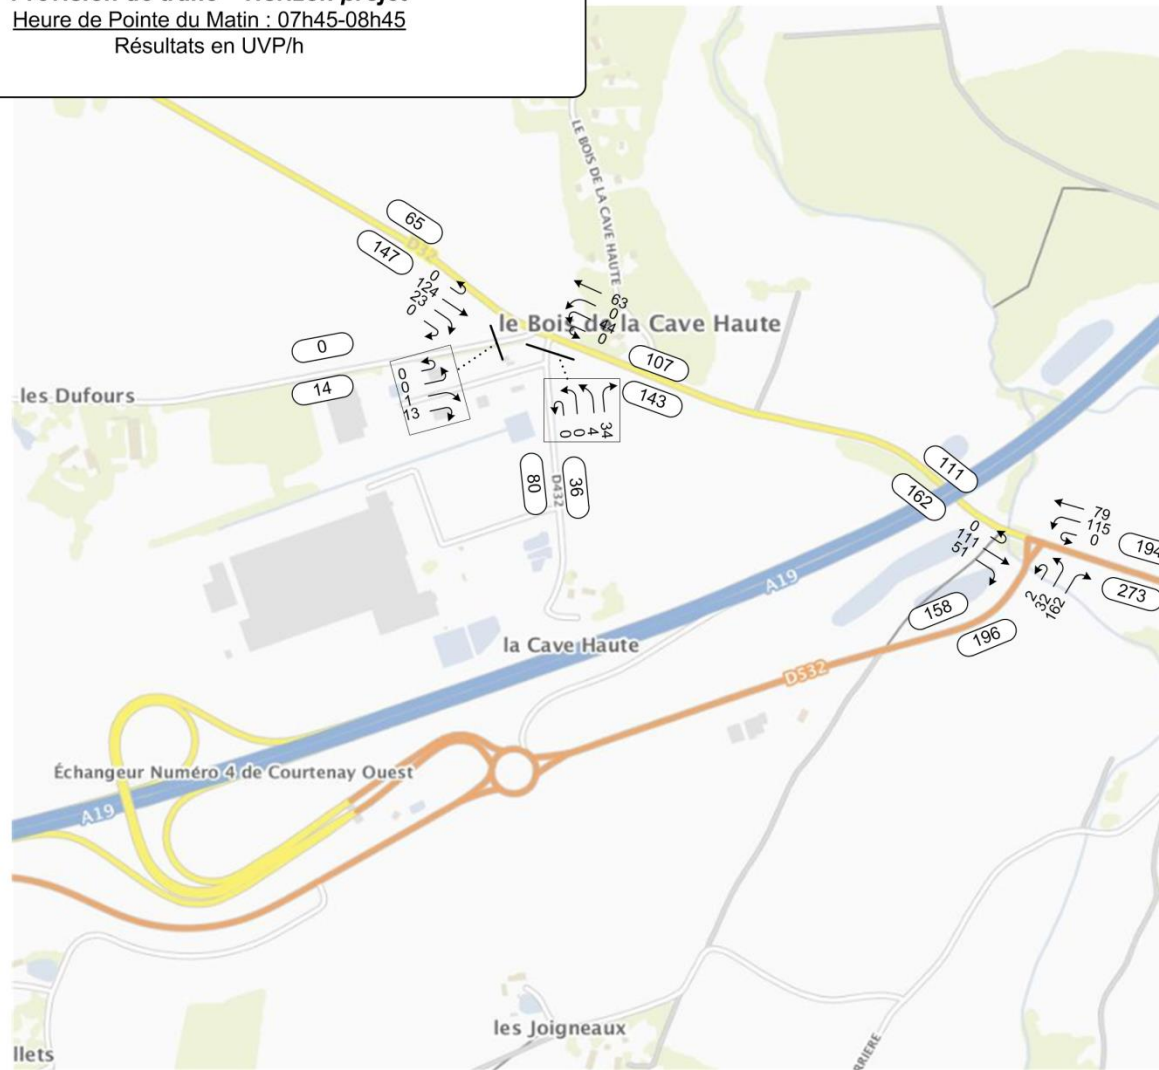 Heure de Pointe du Matin : 07h45-08h45
Résultats en UVP/h
LE BOIS DE LA CAVE HAUTE
65
D32
147
0
124
23
0
63
0
44
0
le Bois de la Cave Haute
0
14
107
143
les Dufours
0
0
1
13
0
0
4
34
80
D432
36
111
162
0
111
51
79
115
0
194
273
2
32
162
A19
158
196
la Cave Haute
D532
Échangeur Numéro 4 de Courtenay Ouest
A19
les Joigneaux
llets
RRIERE